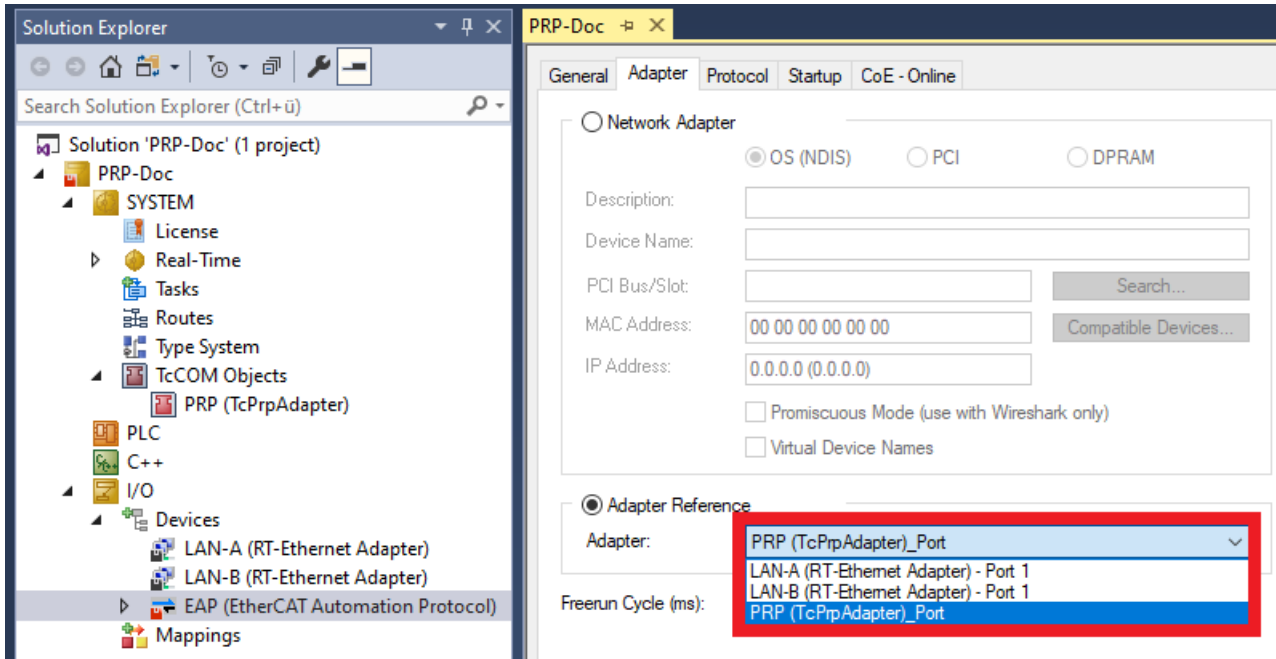 Solution Explorer
Search Solution Explorer (Ctrl+ü)
Solution 'PRP-Doc' (1 project)
PRP-Doc
SYSTEM
License
Real-Time
Tasks
Routes
Type System
TcCOM Objects
PRP (TcPrpAdapter)
PLC
C++
I/O
Devices
LAN-A (RT-Ethernet Adapter)
LAN-B (RT-Ethernet Adapter)
EAP (EtherCAT Automation Protocol)
Mappings
PRP-Doc
General Adapter Protocol Startup CoE - Online
Network Adapter
OS (NDIS) PCI DPRAM
Description:
Device Name:
PCI Bus/Slot: Search...
MAC Address: 00 00 00 00 00 00 Compatible Devices...
IP Address: 0.0.0.0 (0.0.0.0)
Promiscuous Mode (use with Wireshark only)
Virtual Device Names
Adapter Reference
Adapter: PRP (TcPrpAdapter)_Port
LAN-A (RT-Ethernet Adapter) - Port 1
LAN-B (RT-Ethernet Adapter) - Port 1
PRP (TcPrpAdapter)_Port
Freerun Cycle (ms):